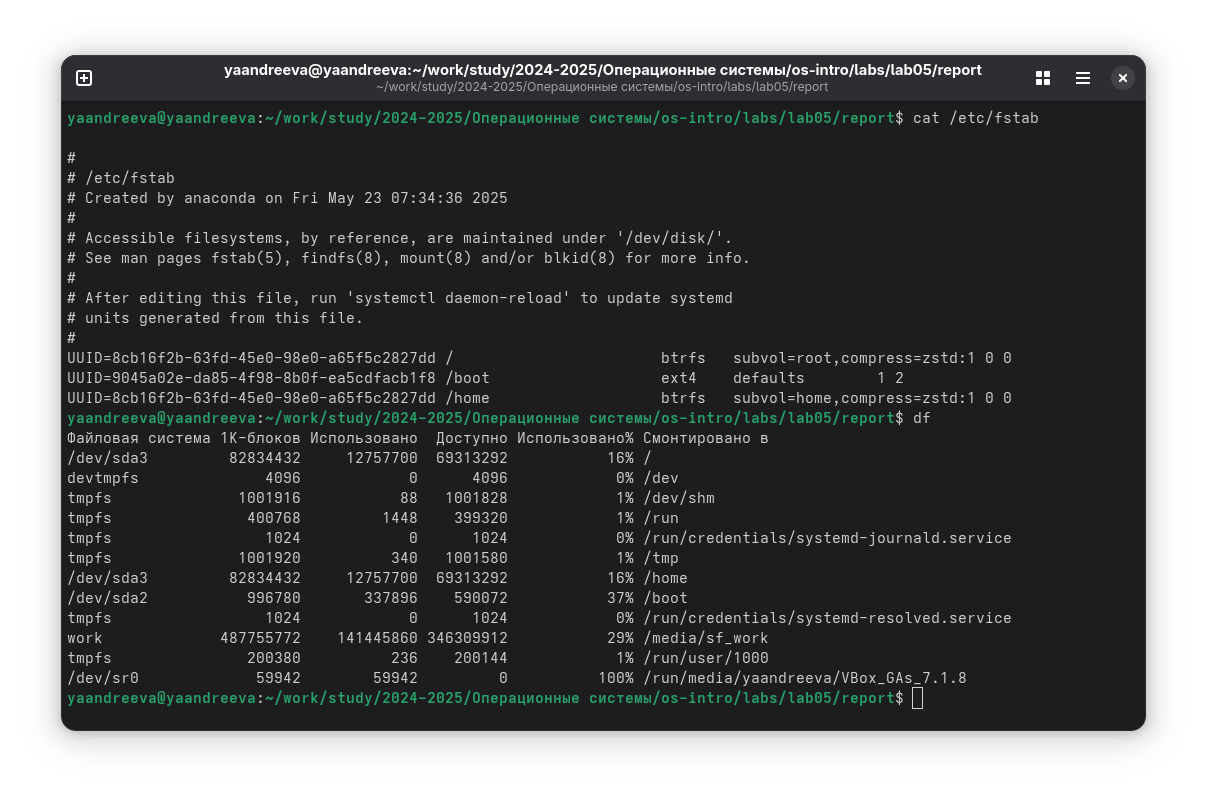 yaandreeva@yaandreeva:~/work/study/2024-2025/Операционные системы/os-intro/labs/lab05/report
~/work/study/2024-2025/Операционные системы/os-intro/labs/lab05/report
yaandreeva@yaandreeva:~/work/study/2024-2025/Операционные системы/os-intro/labs/lab05/report$ cat /etc/fstab
#
# /etc/fstab
# Created by anaconda on Fri May 23 07:34:36 2025
#
# Accessible filesystems, by reference, are maintained under '/dev/disk/'.
# See man pages fstab(5), findfs(8), mount(8) and/or blkid(8) for more info.
#
# After editing this file, run 'systemctl daemon-reload' to update systemd
# units generated from this file.
#
UUID=8cb16f2b-63fd-45e0-98e0-a65f5c2827dd / btrfs subvol=root,compress=zstd:1 0 0
UUID=9045a02e-da85-4f98-8b0f-ea5cdfacb1f8 /boot ext4 defaults 1 2
UUID=8cb16f2b-63fd-45e0-98e0-a65f5c2827dd /home btrfs subvol=home,compress=zstd:1 0 0
yaandreeva@yaandreeva:~/work/study/2024-2025/Операционные системы/os-intro/labs/lab05/report$ df
Файловая система 1K-блоков Использовано Доступно Использовано% Смонтировано в
/dev/sda3 82834432 12757700 69313292 16% /
devtmpfs 4096 0 4096 0% /dev
tmpfs 1001916 88 1001828 1% /dev/shm
tmpfs 400768 1448 399320 1% /run
tmpfs 1024 0 1024 0% /run/credentials/systemd-journald.service
tmpfs 1001920 340 1001580 1% /tmp
/dev/sda3 82834432 12757700 69313292 16% /home
/dev/sda2 996780 337896 590072 37% /boot
tmpfs 1024 0 1024 0% /run/credentials/systemd-resolved.service
work 487755772 141445860 346309912 29% /media/sf_work
tmpfs 200380 236 200144 1% /run/user/1000
/dev/sr0 59942 59942 0 100% /run/media/yaandreeva/VBox_GAs_7.1.8
yaandreeva@yaandreeva:~/work/study/2024-2025/Операционные системы/os-intro/labs/lab05/report$